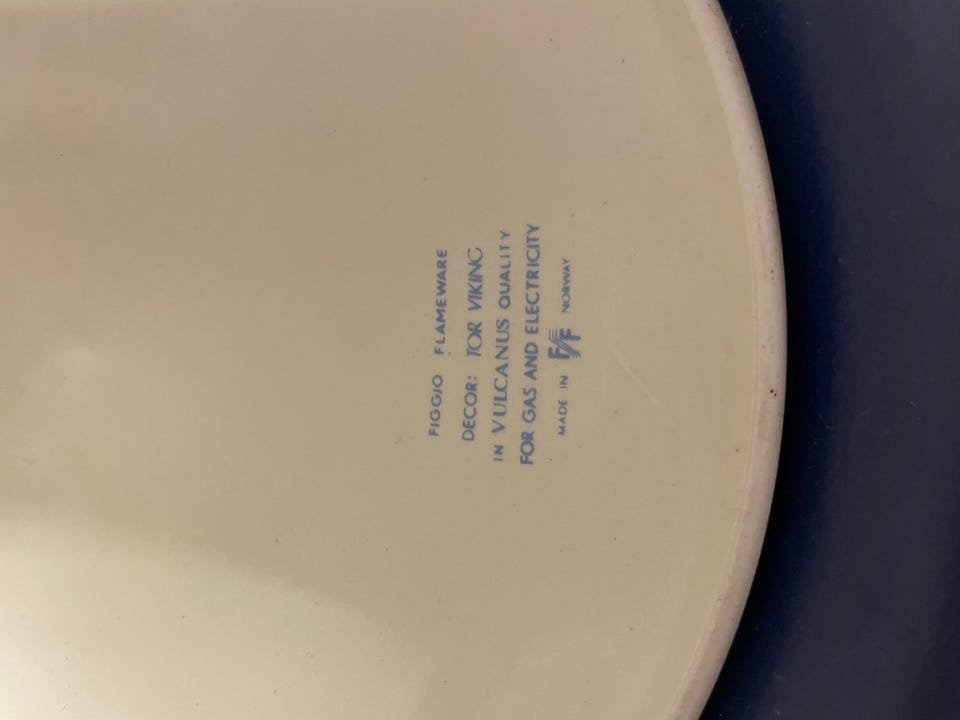 FIGGJO FLAMEWARE
DECOR: TOR VIKING
IN VULCANUS QUALITY
FOR GAS AND ELECTRICITY
MADE IN F/F NORWAY